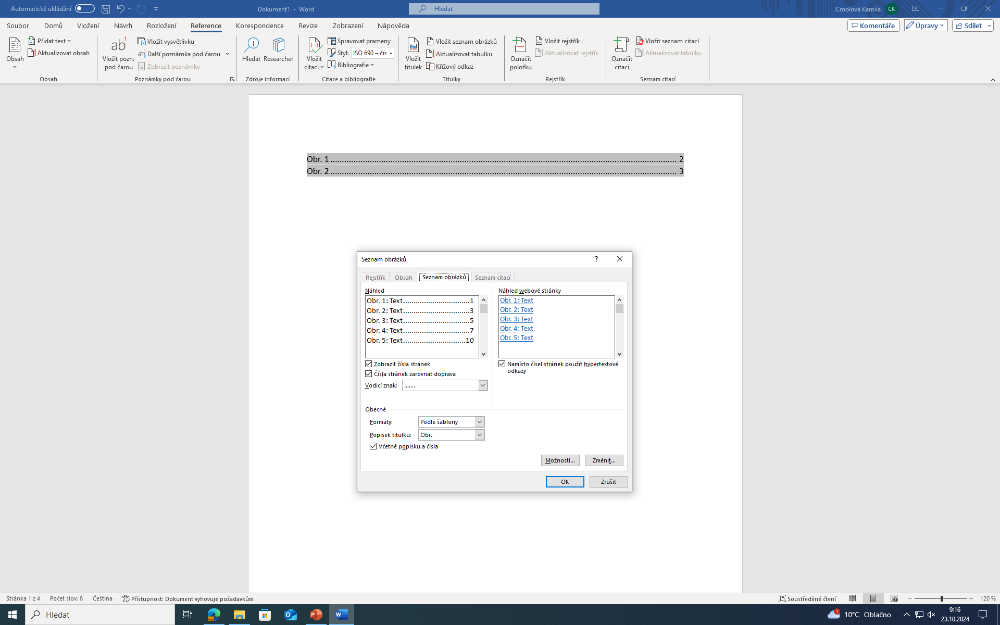 Automatické ukládání
Dokument1 - Word
Hledat
Cmolová Kamila CK
Soubor Domů Vložení Návrh Rozložení Reference Korespondence Revize Zobrazení Nápověda
Komentáře Úpravy Sdílet
Obsah
Přidat text
Aktualizovat obsah
Obsah
ab1
Vložit pozn.
pod čarou
Vložit vysvětlivku
Další poznámka pod čarou
Zobrazit poznámky
Poznámky pod čarou
Hledat Researcher
Zdroje informací
Vložit
citaci
Spravovat prameny
Styl: ISO 690 – čís
Bibliografie
Citace a bibliografie
Vložit
titulek
Vložit seznam obrázků
Aktualizovat tabulku
Křížový odkaz
Titulky
Označit
položku
Vložit rejstřík
Aktualizovat rejstřík
Rejstřík
Označit
citaci
Vložit seznam citací
Aktualizovat tabulku
Seznam citací
Obr. 1 ........................................................................................................................................................ 2
Obr. 2 ........................................................................................................................................................ 3
Seznam obrázků ?
Rejstřík Obsah Seznam obrázků Seznam citací
Náhled
Obr. 1: Text................................1
Obr. 2: Text................................3
Obr. 3: Text................................5
Obr. 4: Text................................7
Obr. 5: Text..............................10
Zobrazit čísla stránek
Čísla stránek zarovnat doprava
Vodicí znak: .......
Náhled webové stránky
Obr. 1: Text
Obr. 2: Text
Obr. 3: Text
Obr. 4: Text
Obr. 5: Text
Namísto čísel stránek použít hypertextové
odkazy
Obecné
Formáty: Podle šablony
Popisek titulku: Obr.
Včetně popisku a čísla
Možnosti... Změnit...
OK Zrušit
Stránka 1 z 4 Počet slov: 8 Čeština Přístupnost: Dokument vyhovuje požadavkům
Soustředěné čtení
120 %
Hledat
1
10°C Oblačno
9:16
23.10.2024